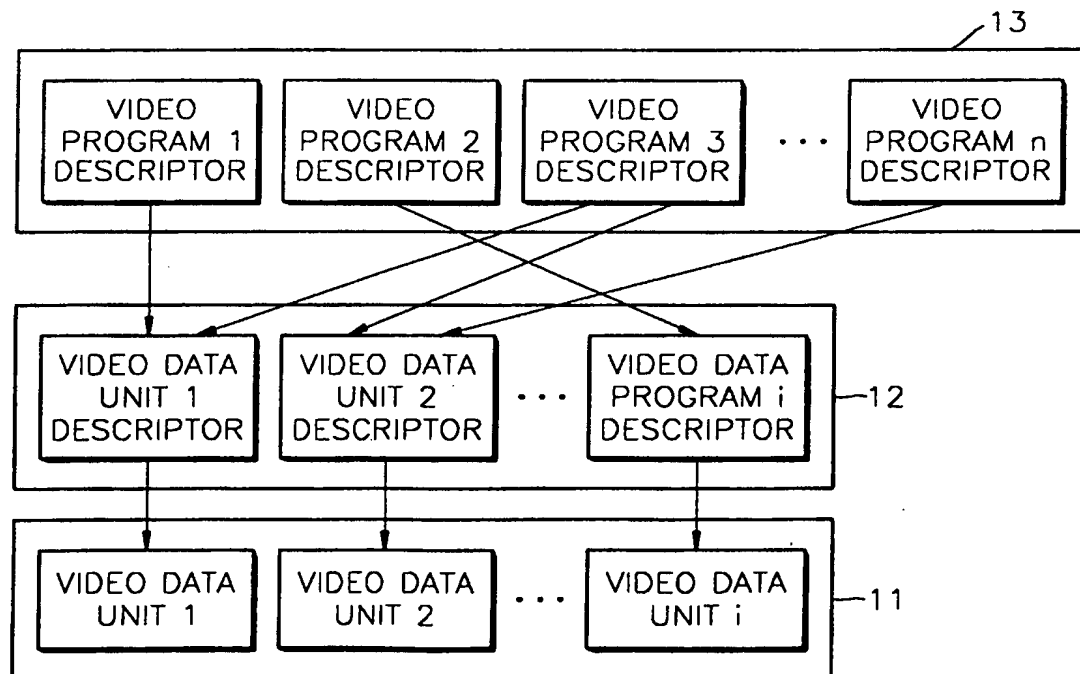 13
VIDEO
PROGRAM 1
DESCRIPTOR
VIDEO
PROGRAM 2
DESCRIPTOR
VIDEO
PROGRAM 3
DESCRIPTOR
...
VIDEO
PROGRAM n
DESCRIPTOR
VIDEO DATA
UNIT 1
DESCRIPTOR
VIDEO DATA
UNIT 2
DESCRIPTOR
...
VIDEO DATA
PROGRAM i
DESCRIPTOR
12
VIDEO DATA
UNIT 1
VIDEO DATA
UNIT 2
...
VIDEO DATA
UNIT i
11